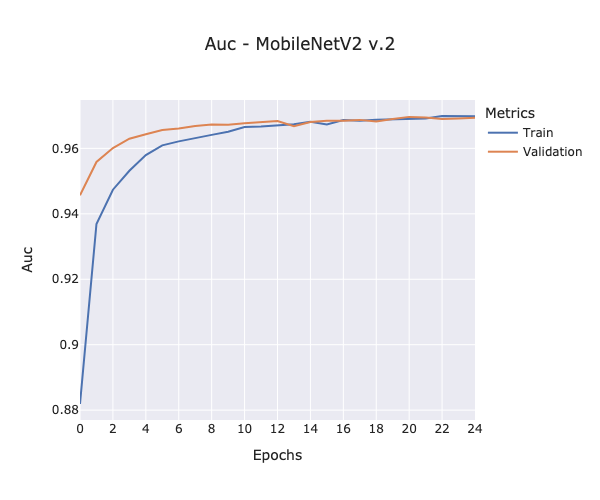 Auc - MobileNetV2 v.2
Metrics
Train
Validation
0.96
0.94
0.92
0.9
0.88
Auc
0 2 4 6 8 10 12 14 16 18 20 22 24
Epochs